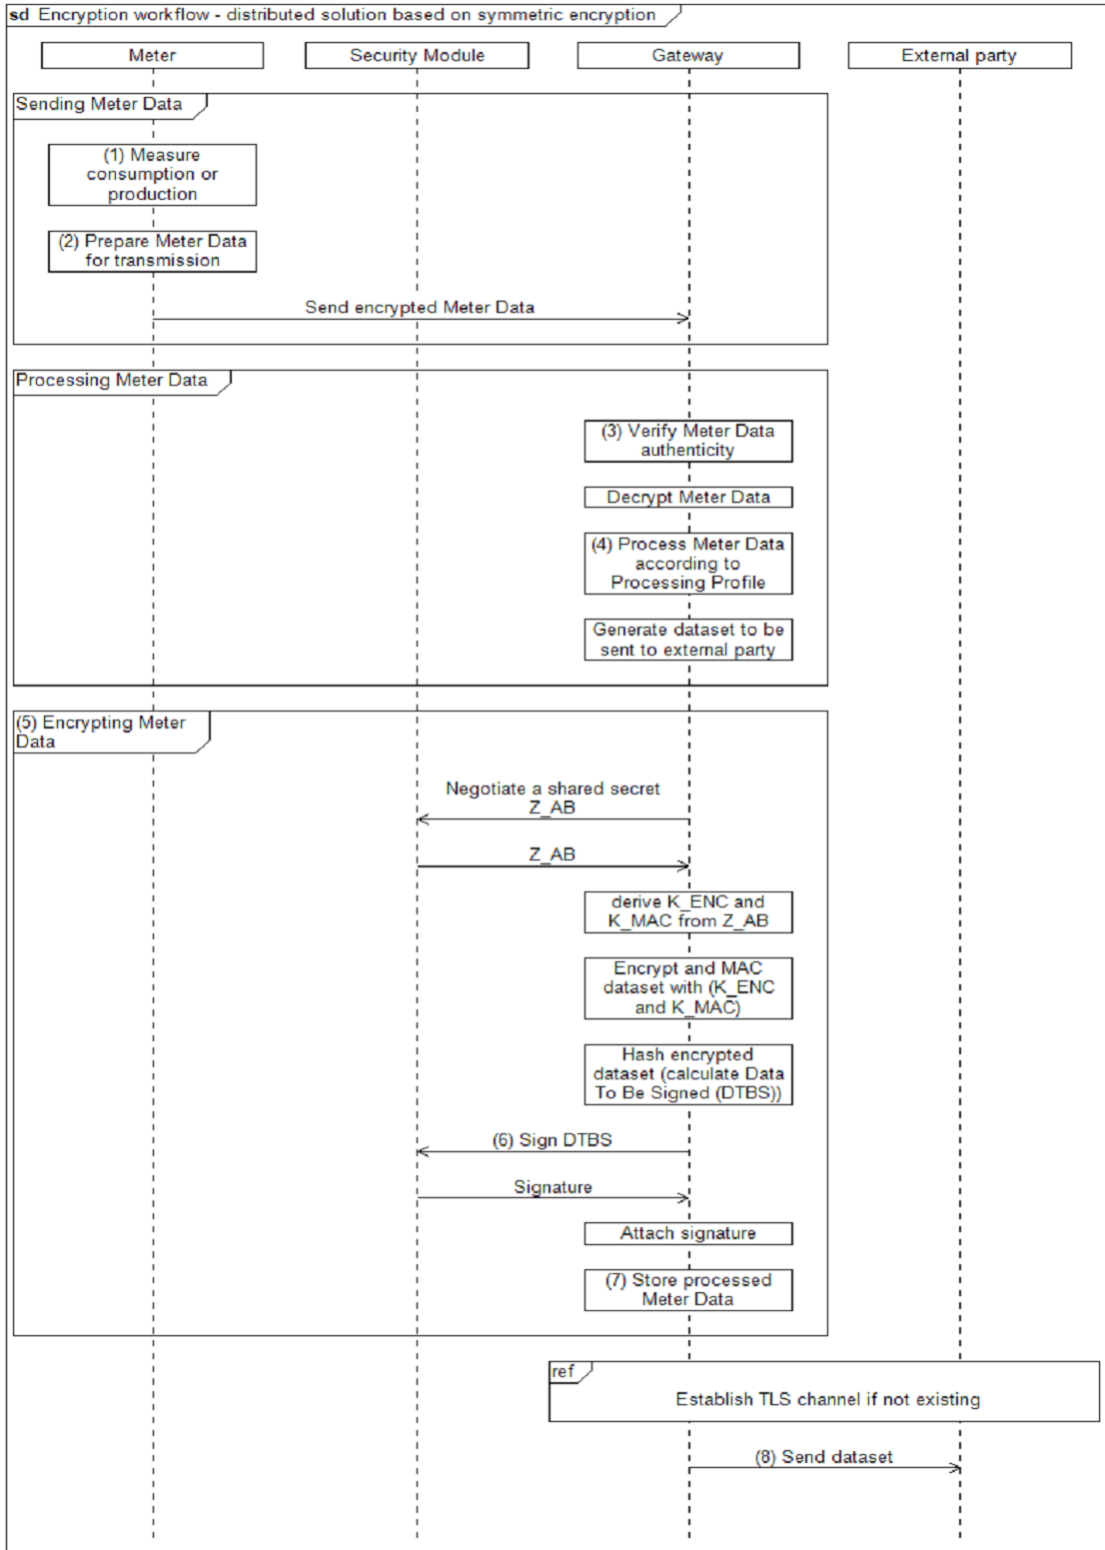 sd Encryption workflow - distributed solution based on symmetric encryption
Meter
Security Module
Gateway
External party
Sending Meter Data
(1) Measure
consumption or
production
(2) Prepare Meter Data
for transmission
Send encrypted Meter Data
Processing Meter Data
(3) Verify Meter Data
authenticity
Decrypt Meter Data
(4) Process Meter Data
according to
Processing Profile
Generate dataset to be
sent to external party
(5) Encrypting Meter
Data
Negotiate a shared secret
Z_AB
Z_AB
derive K_ENC and
K_MAC from Z_AB
Encrypt and MAC
dataset with (K_ENC
and K_MAC)
Hash encrypted
dataset (calculate Data
To Be Signed (DTBS))
(6) Sign DTBS
Signature
Attach signature
(7) Store processed
Meter Data
ref
Establish TLS channel if not existing
(8) Send dataset